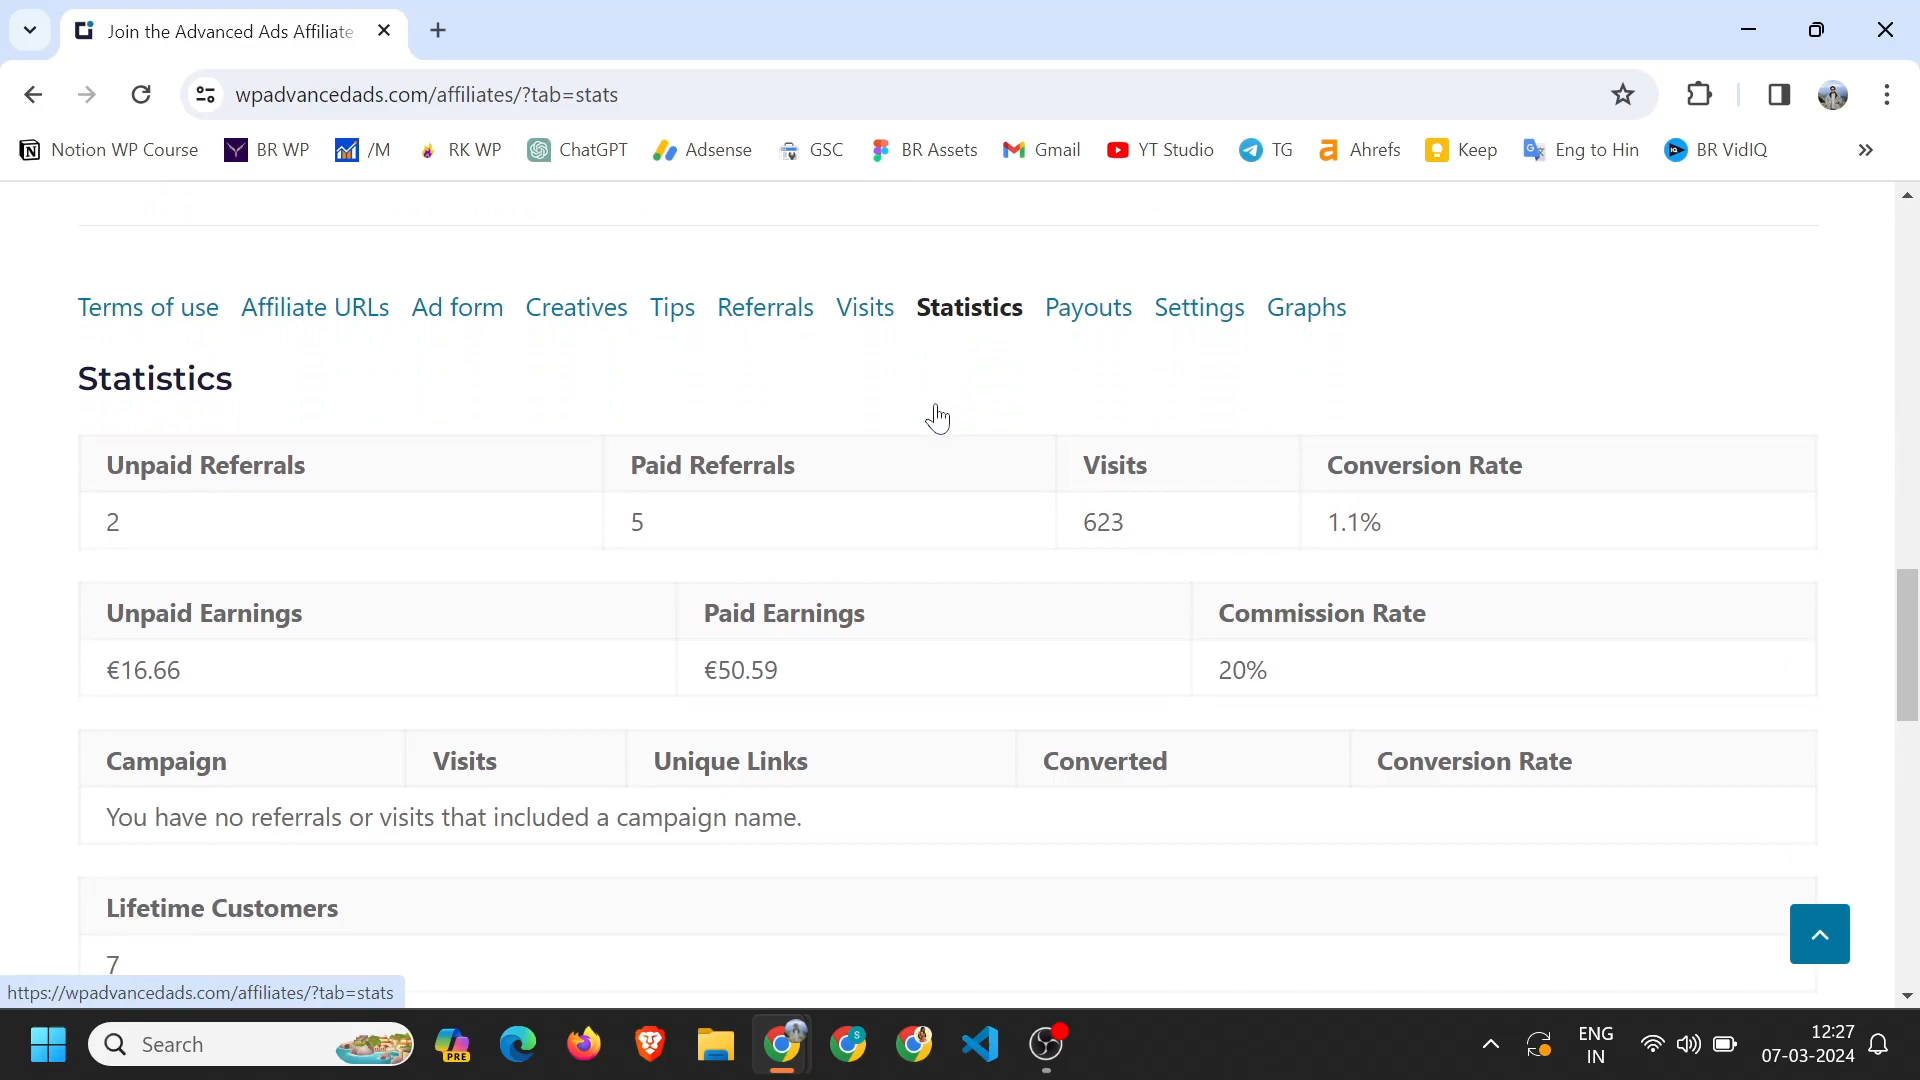 Join the Advanced Ads Affiliate
wpadvancedads.com/affiliates/?tab=stats
Notion WP Course BR WP /M RK WP ChatGPT Adsense GSC BR Assets Gmail YT Studio TG Ahrefs Keep Eng to Hin BR VidIQ
Terms of use Affiliate URLs Ad form Creatives Tips Referrals Visits Statistics Payouts Settings Graphs
Statistics
Unpaid Referrals Paid Referrals Visits Conversion Rate
2 5 623 1.1%
Unpaid Earnings Paid Earnings Commission Rate
€16.66 €50.59 20%
Campaign Visits Unique Links Converted Conversion Rate
You have no referrals or visits that included a campaign name.
Lifetime Customers
7
https://wpadvancedads.com/affiliates/?tab=stats
Search
PRE
ENG
IN
12:27
07-03-2024